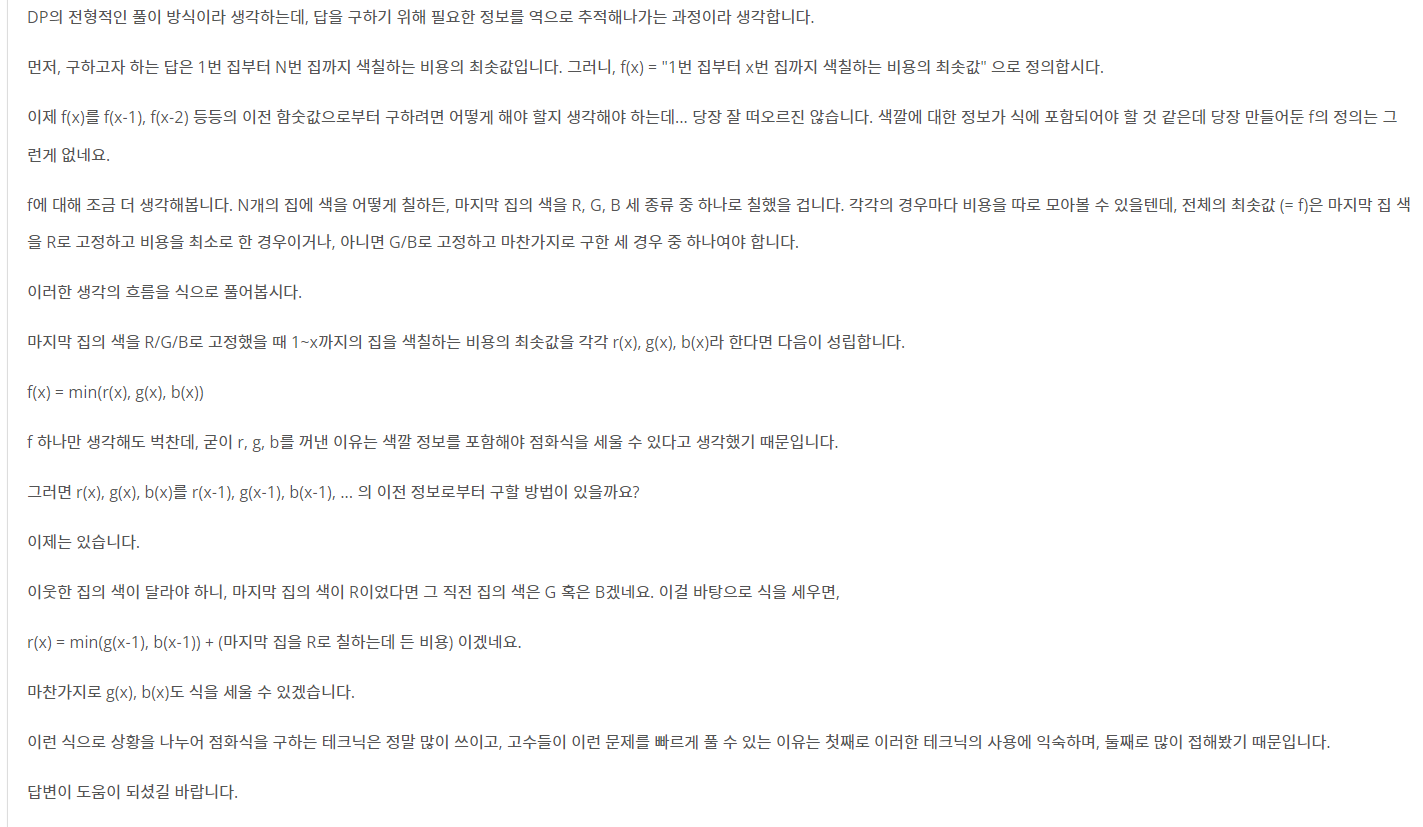 DP의 전형적인 풀이 방식이라 생각하는데, 답을 구하기 위해 필요한 정보를 역으로 추적해나가는 과정이라 생각합니다.
먼저, 구하고자 하는 답은 1번 집부터 N번 집까지 색칠하는 비용의 최솟값입니다. 그러니, f(x) = "1번 집부터 x번 집까지 색칠하는 비용의 최솟값" 으로 정의합시다.
이제 f(x)를 f(x-1), f(x-2) 등등의 이전 함숫값으로부터 구하려면 어떻게 해야 할지 생각해야 하는데... 당장 잘 떠오르진 않습니다. 색깔에 대한 정보가 식에 포함되어야 할 것 같은데 당장 만들어둔 f의 정의는 그
런게 없네요.
f에 대해 조금 더 생각해봅니다. N개의 집에 색을 어떻게 칠하든, 마지막 집의 색을 R, G, B 세 종류 중 하나로 칠했을 겁니다. 각각의 경우마다 비용을 따로 모아볼 수 있을텐데, 전체의 최솟값 (= f)은 마지막 집 색
을 R로 고정하고 비용을 최소로 한 경우이거나, 아니면 G/B로 고정하고 마찬가지로 구한 세 경우 중 하나여야 합니다.
이러한 생각의 흐름을 식으로 풀어봅시다.
마지막 집의 색을 R/G/B로 고정했을 때 1~x까지의 집을 색칠하는 비용의 최솟값을 각각 r(x), g(x), b(x)라 한다면 다음이 성립합니다.
f(x) = min(r(x), g(x), b(x))
f 하나만 생각해도 벅찬데, 굳이 r, g, b를 꺼낸 이유는 색깔 정보를 포함해야 점화식을 세울 수 있다고 생각했기 때문입니다.
그러면 r(x), g(x), b(x)를 r(x-1), g(x-1), b(x-1), ... 의 이전 정보로부터 구할 방법이 있을까요?
이제는 있습니다.
이웃한 집의 색이 달라야 하니, 마지막 집의 색이 R이었다면 그 직전 집의 색은 G 혹은 B겠네요. 이걸 바탕으로 식을 세우면,
r(x) = min(g(x-1), b(x-1)) + (마지막 집을 R로 칠하는데 든 비용) 이겠네요.
마찬가지로 g(x), b(x)도 식을 세울 수 있겠습니다.
이런 식으로 상황을 나누어 점화식을 구하는 테크닉은 정말 많이 쓰이고, 고수들이 이런 문제를 빠르게 풀 수 있는 이유는 첫째로 이러한 테크닉의 사용에 익숙하며, 둘째로 많이 접해봤기 때문입니다.
답변이 도움이 되셨길 바랍니다.